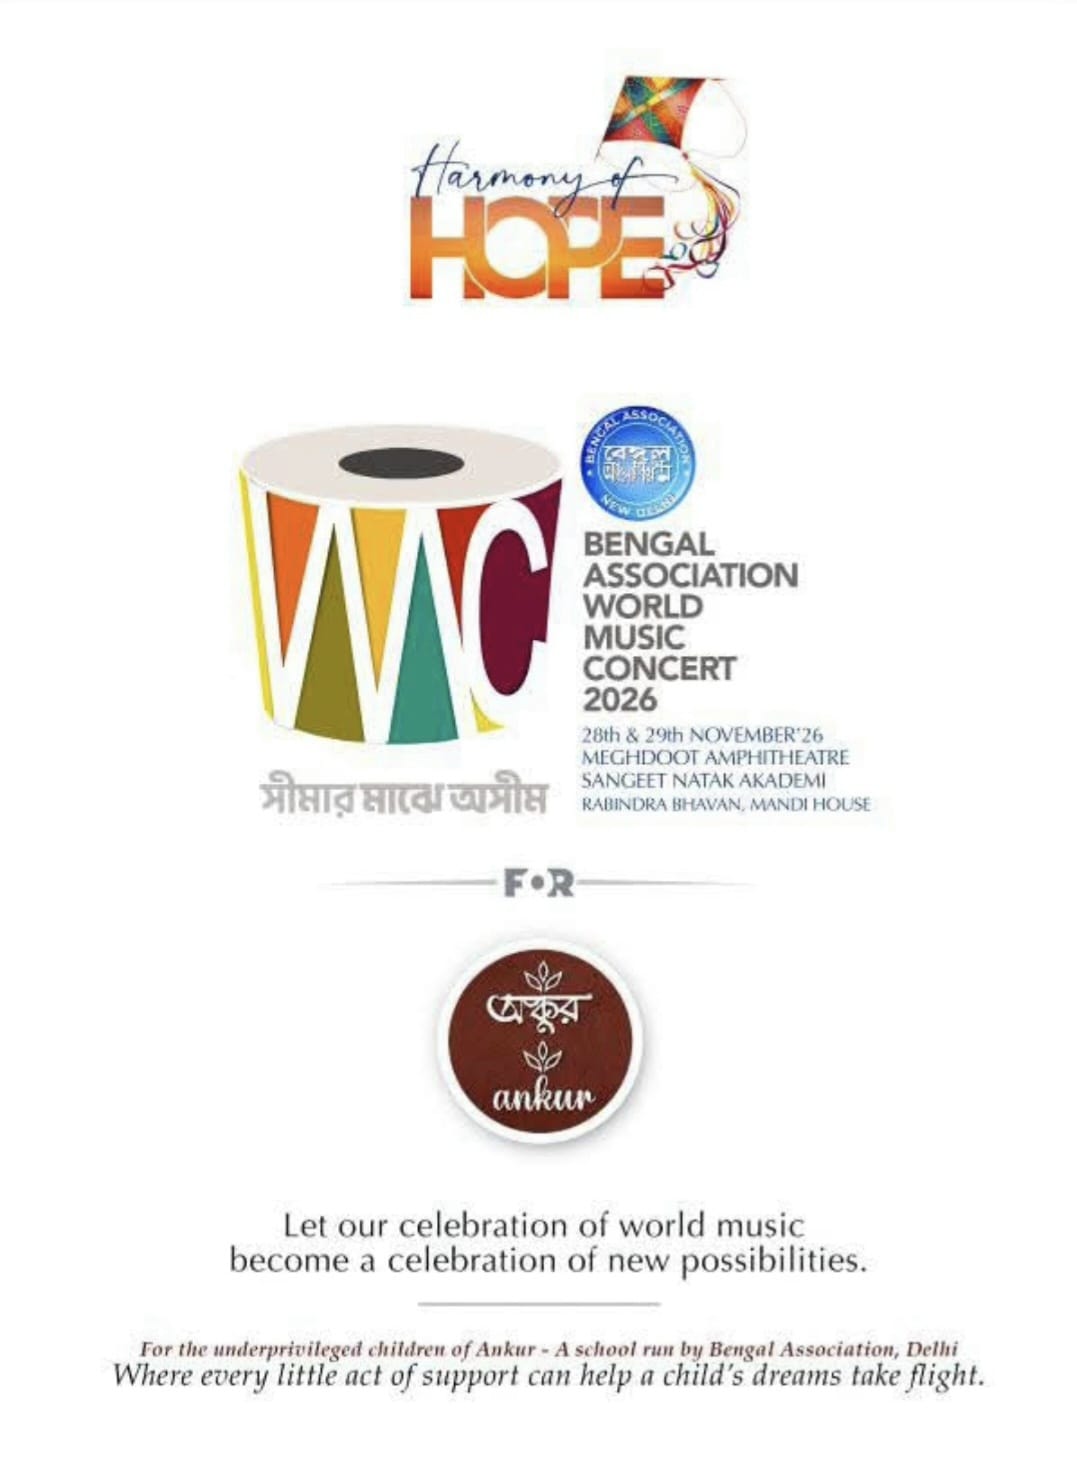 Harmony of
HOPE
BENGAL ASSOCIATION
বেঙ্গল
এসোসিয়েশন
NEW DELHI
WMC
BENGAL
ASSOCIATION
WORLD
MUSIC
CONCERT
2026
28th & 29th NOVEMBER'26
MEGHDOOT AMPHITHEATRE
SANGEET NATAK AKADEMI
RABINDRA BHAVAN, MANDI HOUSE
সীমার মাঝে অসীম
FOR
অঙ্কুর
ankur
Let our celebration of world music
become a celebration of new possibilities.
For the underprivileged children of Ankur - A school run by Bengal Association, Delhi
Where every little act of support can help a child's dreams take flight.